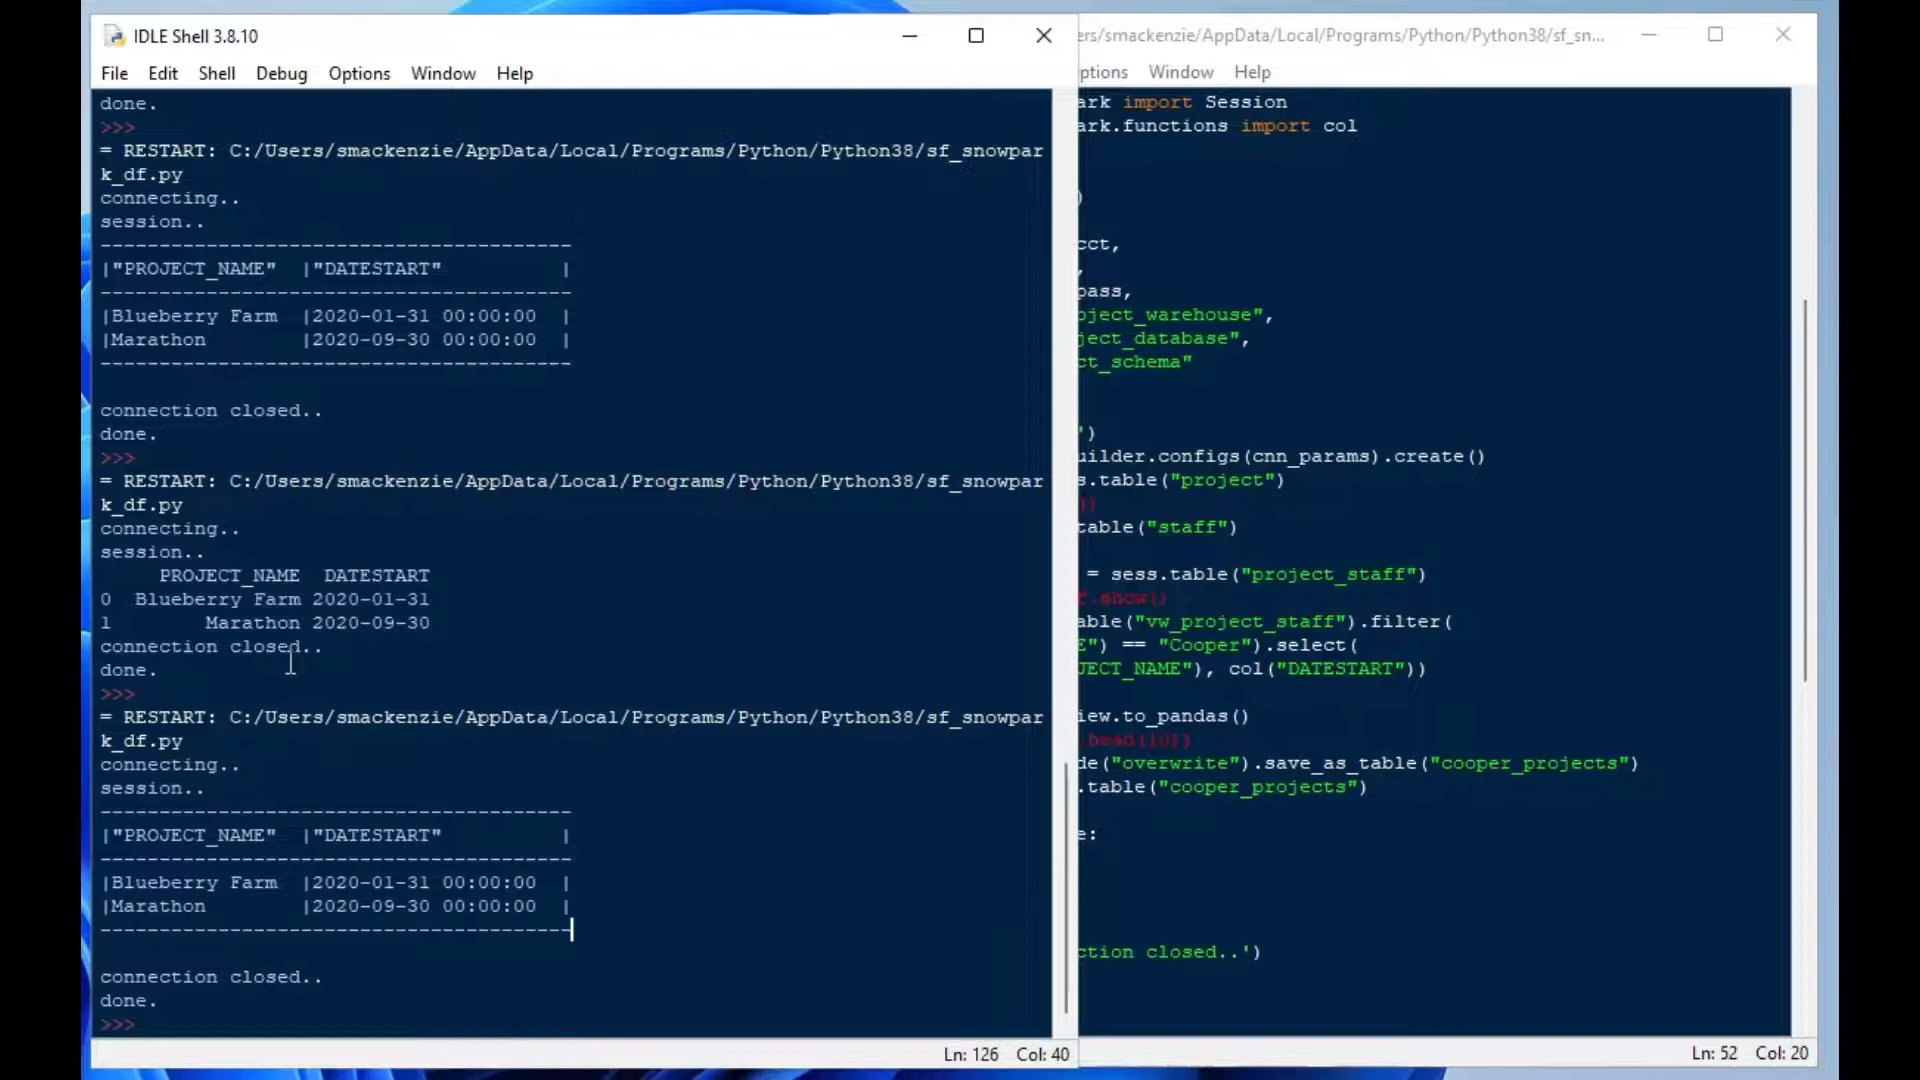 IDLE Shell 3.8.10
File Edit Shell Debug Options Window Help
done.
>>>
= RESTART: C:/Users/smackenzie/AppData/Local/Programs/Python/Python38/sf_snowpar
k_df.py
connecting..
session..
----------------------------------------
|"PROJECT_NAME"  |"DATESTART"          |
----------------------------------------
|Blueberry Farm  |2020-01-31 00:00:00  |
|Marathon        |2020-09-30 00:00:00  |
----------------------------------------
connection closed..
done.
>>>
= RESTART: C:/Users/smackenzie/AppData/Local/Programs/Python/Python38/sf_snowpar
k_df.py
connecting..
session..
PROJECT_NAME DATESTART
0 Blueberry Farm 2020-01-31
1 Marathon 2020-09-30
connection closed..
done.
>>>
= RESTART: C:/Users/smackenzie/AppData/Local/Programs/Python/Python38/sf_snowpar
k_df.py
connecting..
session..
----------------------------------------
|"PROJECT_NAME"  |"DATESTART"          |
----------------------------------------
|Blueberry Farm  |2020-01-31 00:00:00  |
|Marathon        |2020-09-30 00:00:00  |
----------------------------------------
connection closed..
done.
>>>
Ln: 126 Col: 40
ers/smackenzie/AppData/Local/Programs/Python/Python38/sf_sn...
ptions Window Help
ark import Session
ark.functions import col
)
cct,
,
pass,
oject_warehouse",
ject_database",
ct_schema"
')
uilder.configs(cnn_params).create()
s.table("project")
()
table("staff")
= sess.table("project_staff")
f.show()
able("vw_project_staff").filter(
E") == "Cooper").select(
JECT_NAME"), col("DATESTART"))
iew.to_pandas()
.head(10))
de("overwrite").save_as_table("cooper_projects")
.table("cooper_projects")
e:
ction closed..')
Ln: 52 Col: 20